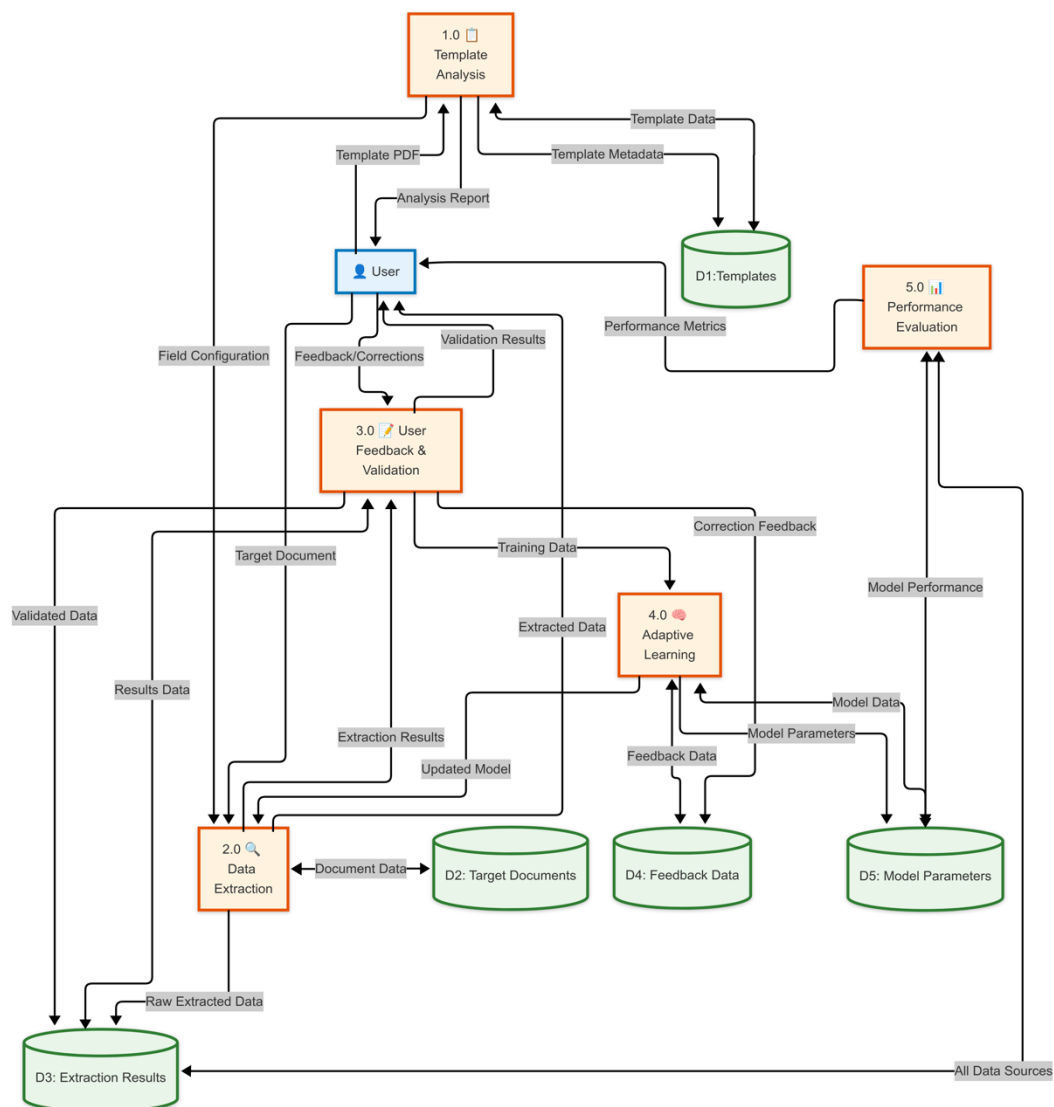 1.0 📋
Template
Analysis
Template Data
Template PDF
Template Metadata
Analysis Report
👤 User
D1:Templates
5.0 📊
Performance
Evaluation
Performance Metrics
Validation Results
Field Configuration
Feedback/Corrections
3.0 📝 User
Feedback &
Validation
Correction Feedback
Target Document
Training Data
Model Performance
Validated Data
4.0 🧠
Adaptive
Learning
Extracted Data
Results Data
Model Data
Extraction Results
Model Parameters
Feedback Data
Updated Model
2.0 🔍
Data
Extraction
Document Data
D2: Target Documents
D4: Feedback Data
D5: Model Parameters
Raw Extracted Data
D3: Extraction Results
All Data Sources